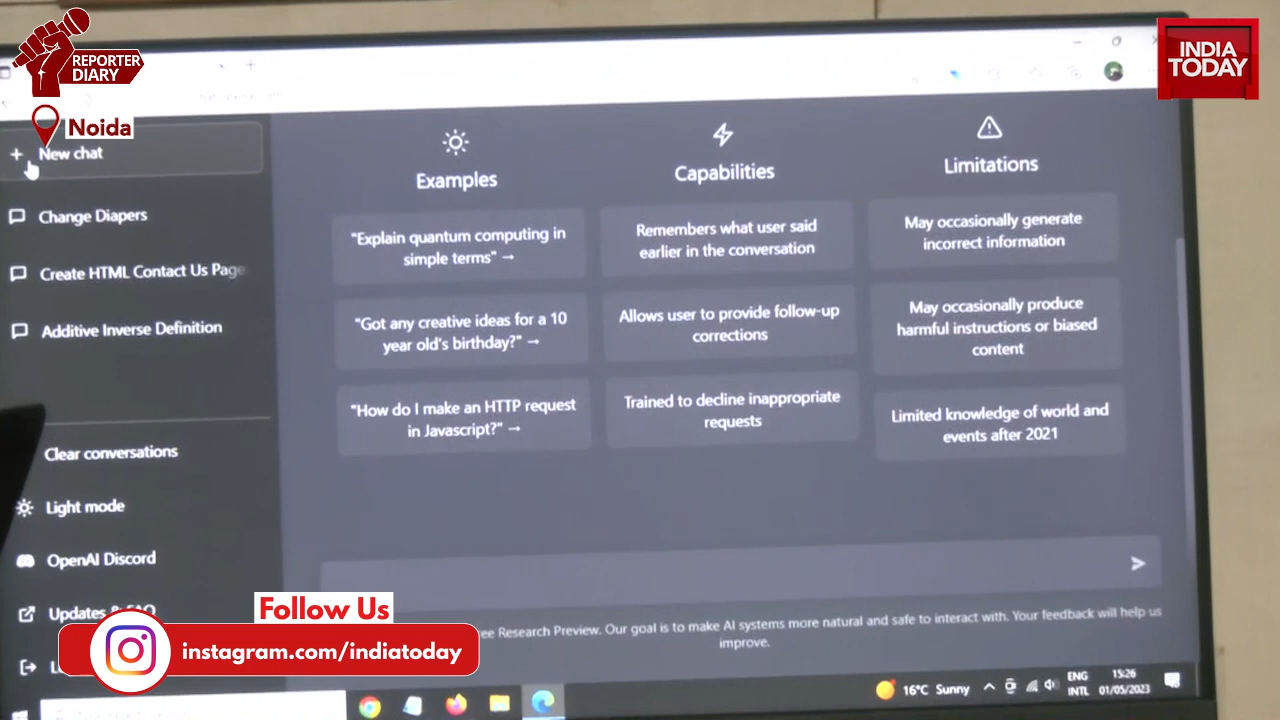 REPORTER
DIARY
INDIA
TODAY
Noida
New chat
Change Diapers
Create HTML Contact Us Page
Additive Inverse Definition
Clear conversations
Light mode
OpenAI Discord
Updates & FAQ
Examples
"Explain quantum computing in
simple terms" →
"Got any creative ideas for a 10
year old's birthday?" →
"How do I make an HTTP request
in Javascript?" →
Capabilities
Remembers what user said
earlier in the conversation
Allows user to provide follow-up
corrections
Trained to decline inappropriate
requests
Limitations
May occasionally generate
incorrect information
May occasionally produce
harmful instructions or biased
content
Limited knowledge of world and
events after 2021
Research Preview. Our goal is to make AI systems more natural and safe to interact with. Your feedback will help us
improve.
Follow Us
instagram.com/indiatoday
16°C Sunny
ENG
INTL
15:26
01/05/2023